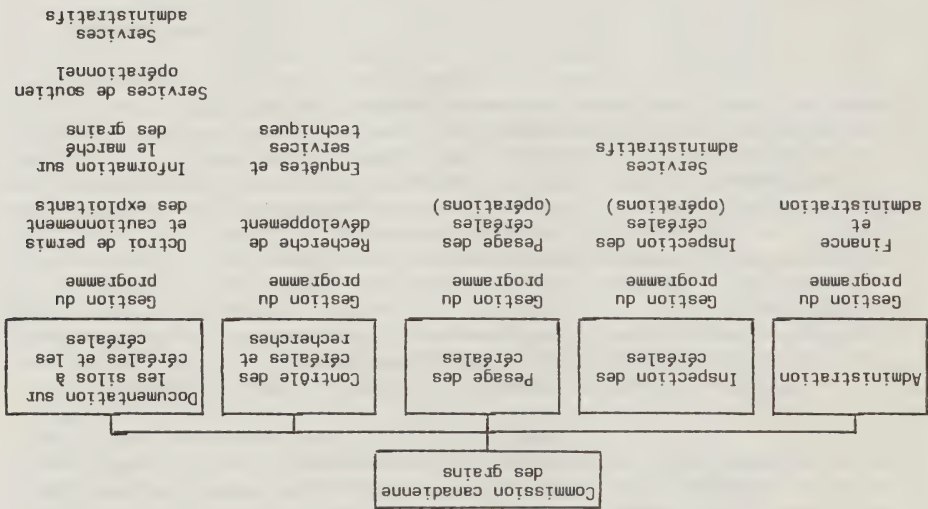 Commission canadienne
des grains
Administration
Gestion du
programme
Finance
et
administration
Inspection des
céréales
Gestion du
programme
Inspection des
céréales
(opérations)
Services
administratifs
Pesage des
céréales
Gestion du
programme
Pesage des
céréales
(opérations)
Contrôle des
céréales et
recherches
Gestion du
programme
Recherche de
développement
Enquêtes et
services
techniques
Documentation sur
les silos à
céréales et les
céréales
Gestion du
programme
Octroi de permis
et cautionnement
des exploitants
Information sur
le marché
des grains
Services de soutien
opérationnel
Services
administratifs